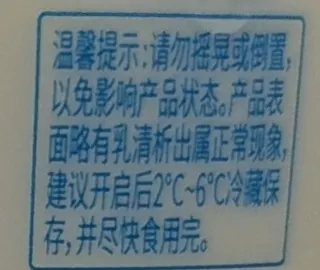 温馨提示:请勿摇晃或倒置,
以免影响产品状态。产品表
面略有乳清析出属正常现象,
建议开启后2°C~6°C冷藏保
存,并尽快食用完。